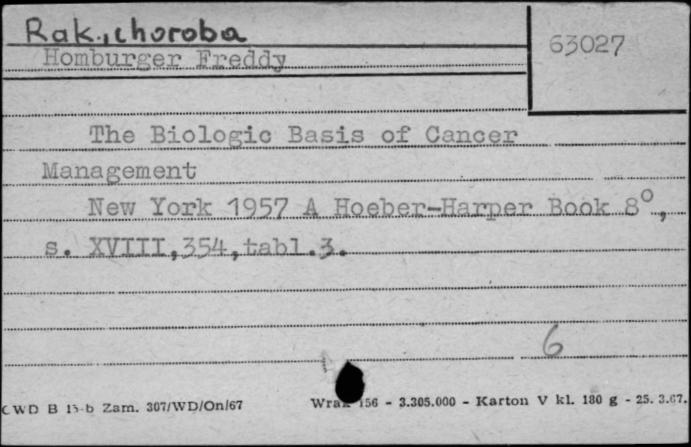 Rak, choroba
63027
Homburger Freddy
The Biologic Basis of Cancer
Management
New York 1957 A Hoeber-Harper Book 8°,
s. XVIII,354,tabl.3.
6
CWD B 15-b Zam. 307/WD/On/67 156 - 3.305.000 - Karton V kl. 180 g - 25. 3.67.